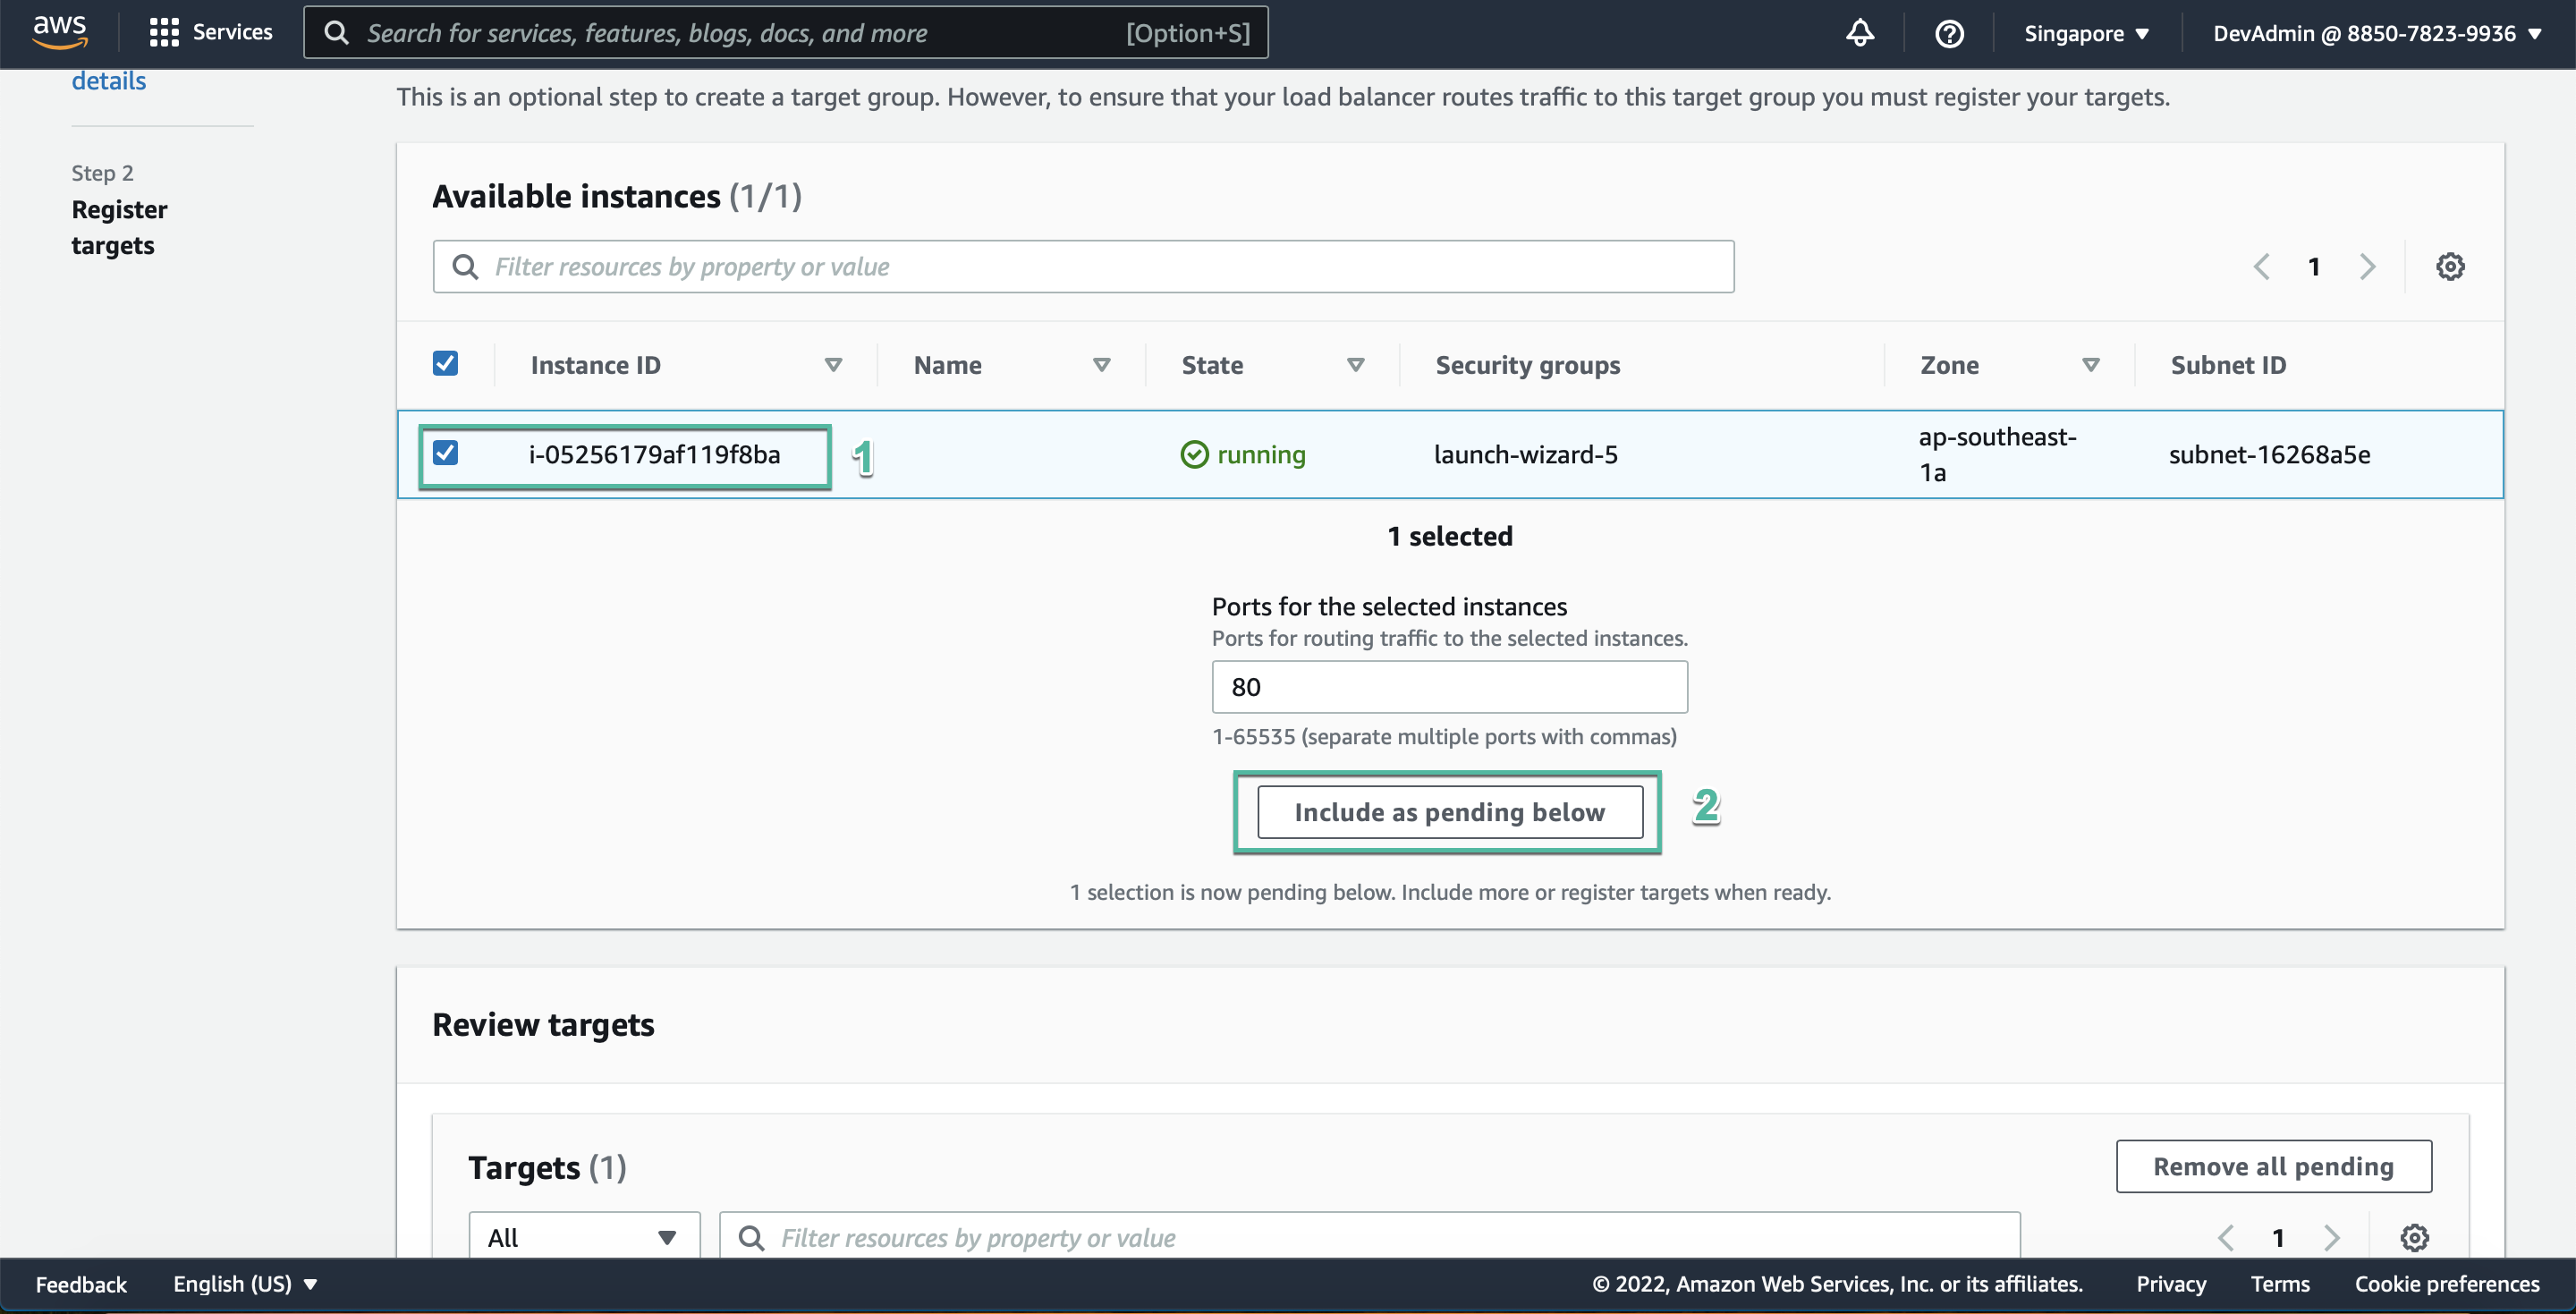 aws
Services
Search for services, features, blogs, docs, and more
[Option+S]
Singapore
DevAdmin @ 8850-7823-9936
details
Step 2
Register
targets
This is an optional step to create a target group. However, to ensure that your load balancer routes traffic to this target group you must register your targets.
Available instances (1/1)
Filter resources by property or value
1
Instance ID
Name
State
Security groups
Zone
Subnet ID
i-05256179af119f8ba
1
running
launch-wizard-5
ap-southeast-
1a
subnet-16268a5e
1 selected
Ports for the selected instances
Ports for routing traffic to the selected instances.
80
1-65535 (separate multiple ports with commas)
Include as pending below
2
1 selection is now pending below. Include more or register targets when ready.
Review targets
Targets (1)
Remove all pending
All
Filter resources by property or value
1
Feedback
English (US)
© 2022, Amazon Web Services, Inc. or its affiliates.
Privacy
Terms
Cookie preferences